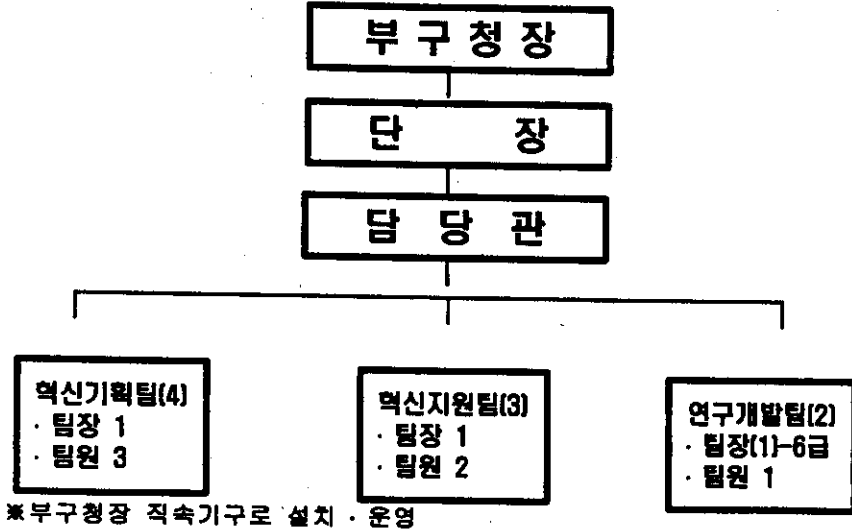 부구청장
단 장
담당관
혁신기획팀(4)
· 팀장 1
· 팀원 3
혁신지원팀(3)
· 팀장 1
· 팀원 2
연구개발팀(2)
· 팀장(1)-6급
· 팀원 1
※부구청장 직속기구로 설치 · 운영